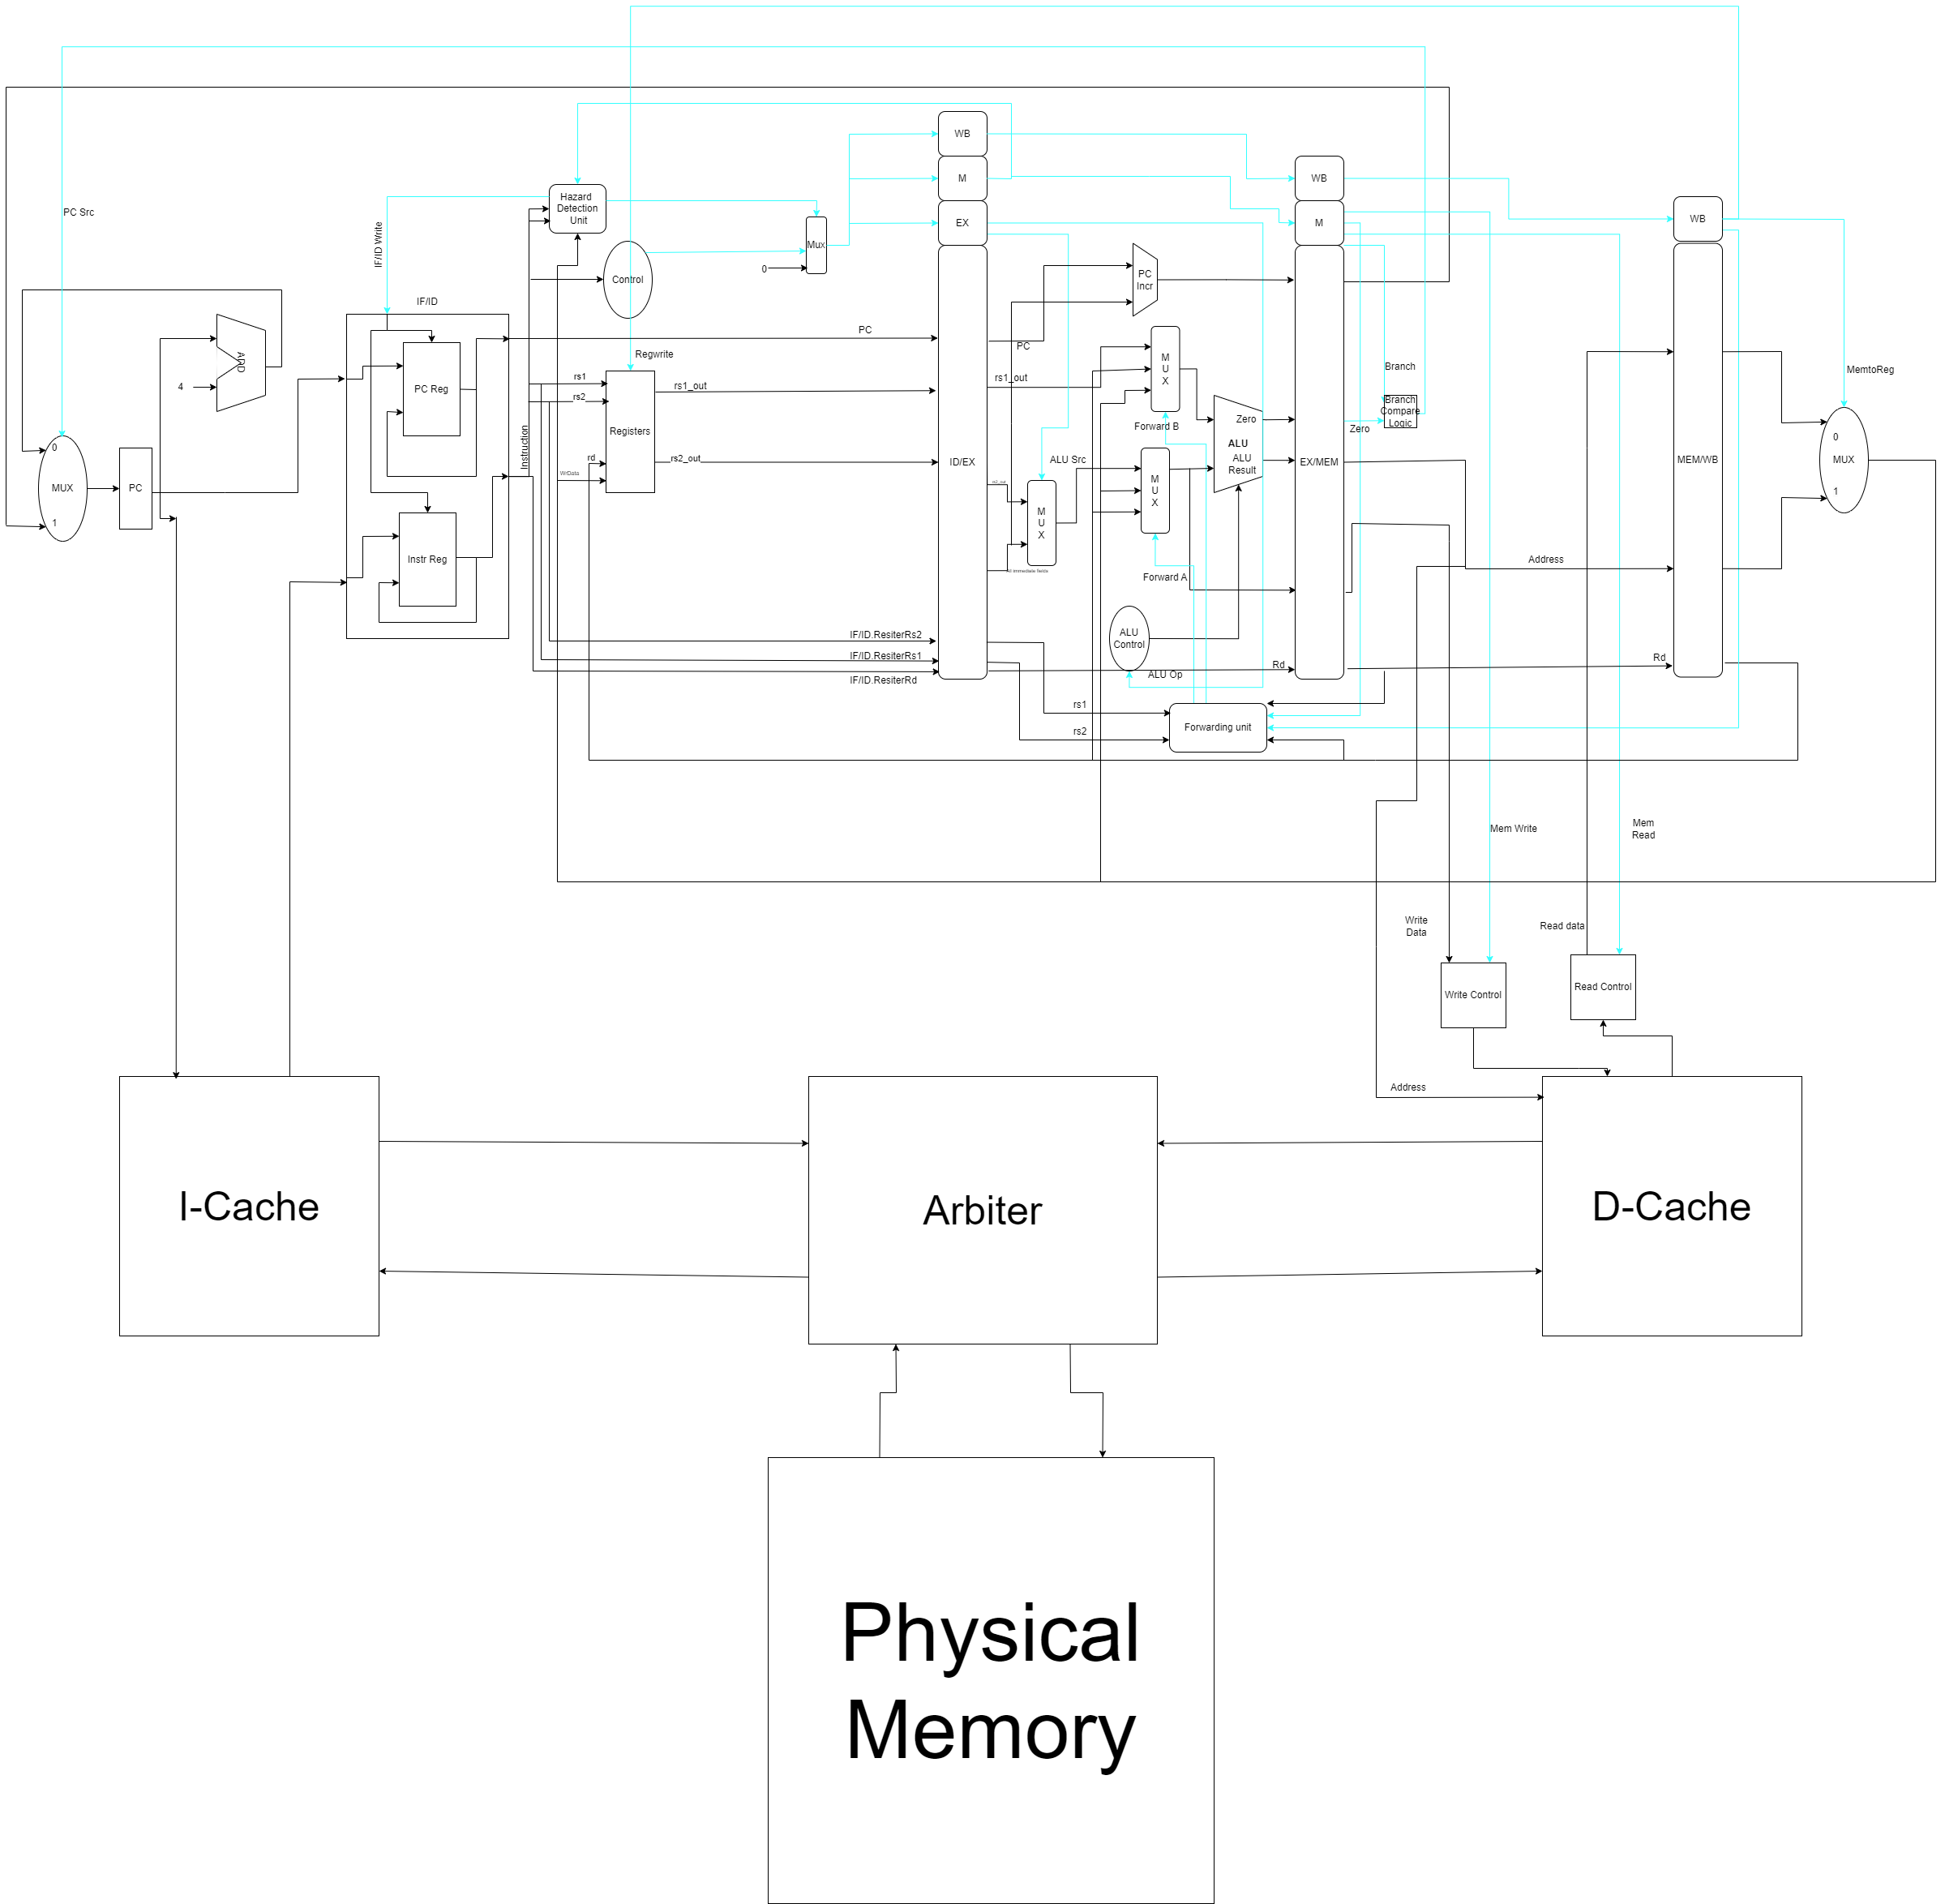 WB
M
EX
WB
M
WB
Hazard
Detection
Unit
Mux
0
Control
PC Src
IF/ID Write
IF/ID
PC
Incr
ADD
4
PC Reg
PC
Regwrite
rs1
rs2
rs1_out
Registers
rd
rs2_out
WrData
Instruction
PC
rs1_out
M
U
X
Forward B
Zero
ALU
ALU
Result
Branch
Branch
Compare
Logic
Zero
MemtoReg
0
MUX
1
PC
0
MUX
1
ID/EX
EX/MEM
MEM/WB
ALU Src
rs2_out
M
U
X
M
U
X
All immediate fields
Forward A
Instr Reg
Address
ALU
Control
ALU Op
IF/ID.ResiterRs2
IF/ID.ResiterRs1
IF/ID.ResiterRd
Rd
Rd
rs1
rs2
Forwarding unit
Mem Write
Mem
Read
Write
Data
Read data
Write Control
Read Control
Address
I-Cache
Arbiter
D-Cache
Physical
Memory